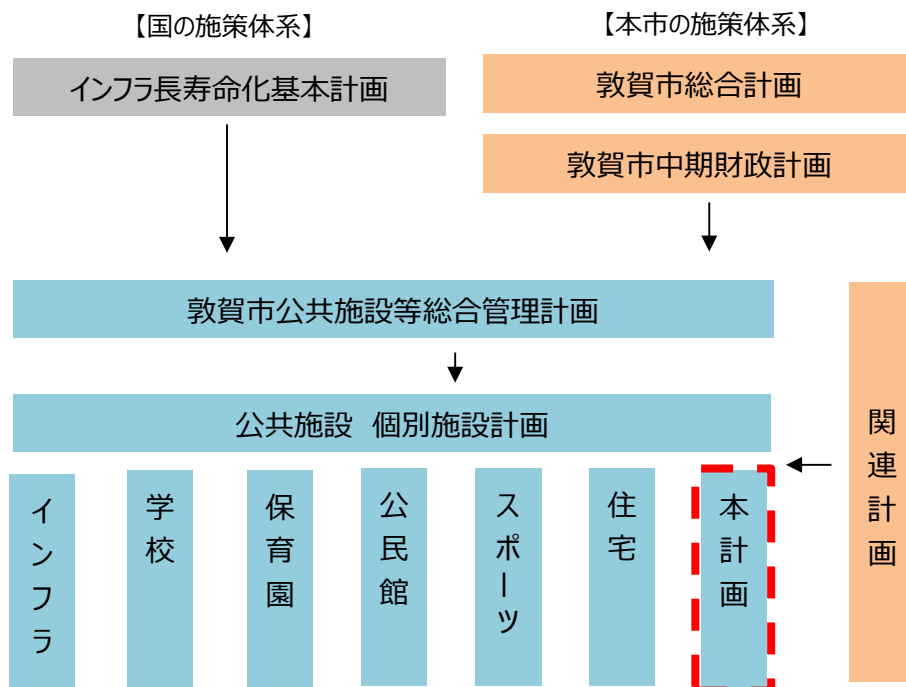 【国の施策体系】
【本市の施策体系】
インフラ長寿命化基本計画
敦賀市総合計画
敦賀市中期財政計画
敦賀市公共施設等総合管理計画
公共施設 個別施設計画
インフラ
学校
保育園
公民館
スポーツ
住宅
本計画
関連計画